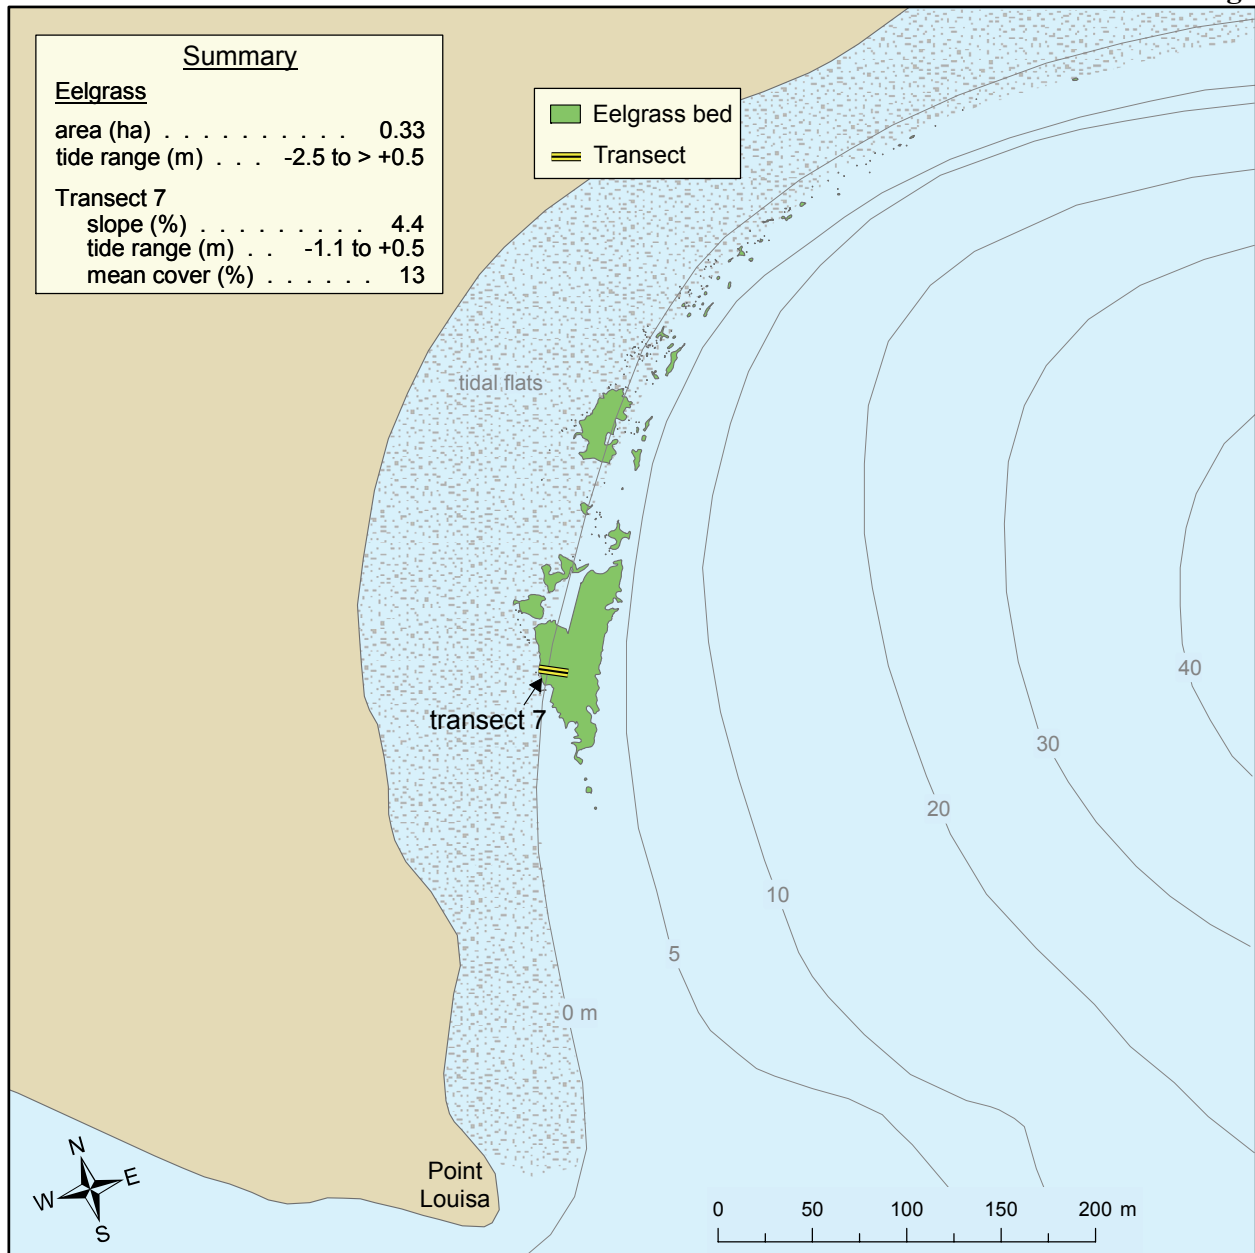 Summary
Eelgrass
area (ha) . . . . . . . . . . 0.33
tide range (m) . . . -2.5 to > +0.5
Transect 7
slope (%) . . . . . . . . . 4.4
tide range (m) . . -1.1 to +0.5
mean cover (%) . . . . . . 13
Eelgrass bed
Transect
tidal flats
transect 7
40
30
20
10
5
0 m
N
W
E
S
Point
Louisa
0 50 100 150 200 m